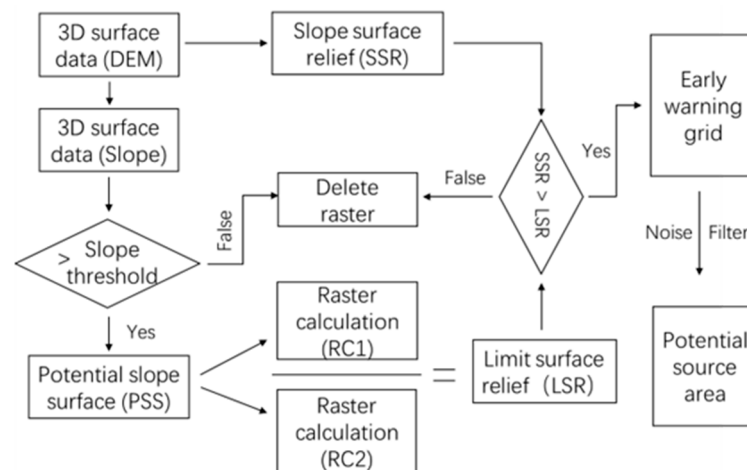 3D surface
data (DEM)
Slope surface
relief (SSR)
Early
warning
grid
3D surface
data (Slope)
SSR > LSR
Yes
False
Delete
raster
False
> Slope
threshold
Noise
Filter
Yes
Raster
calculation
(RC1)
Potential slope
surface (PSS)
=
Limit surface
relief (LSR)
Potential
source
area
Raster
calculation
(RC2)